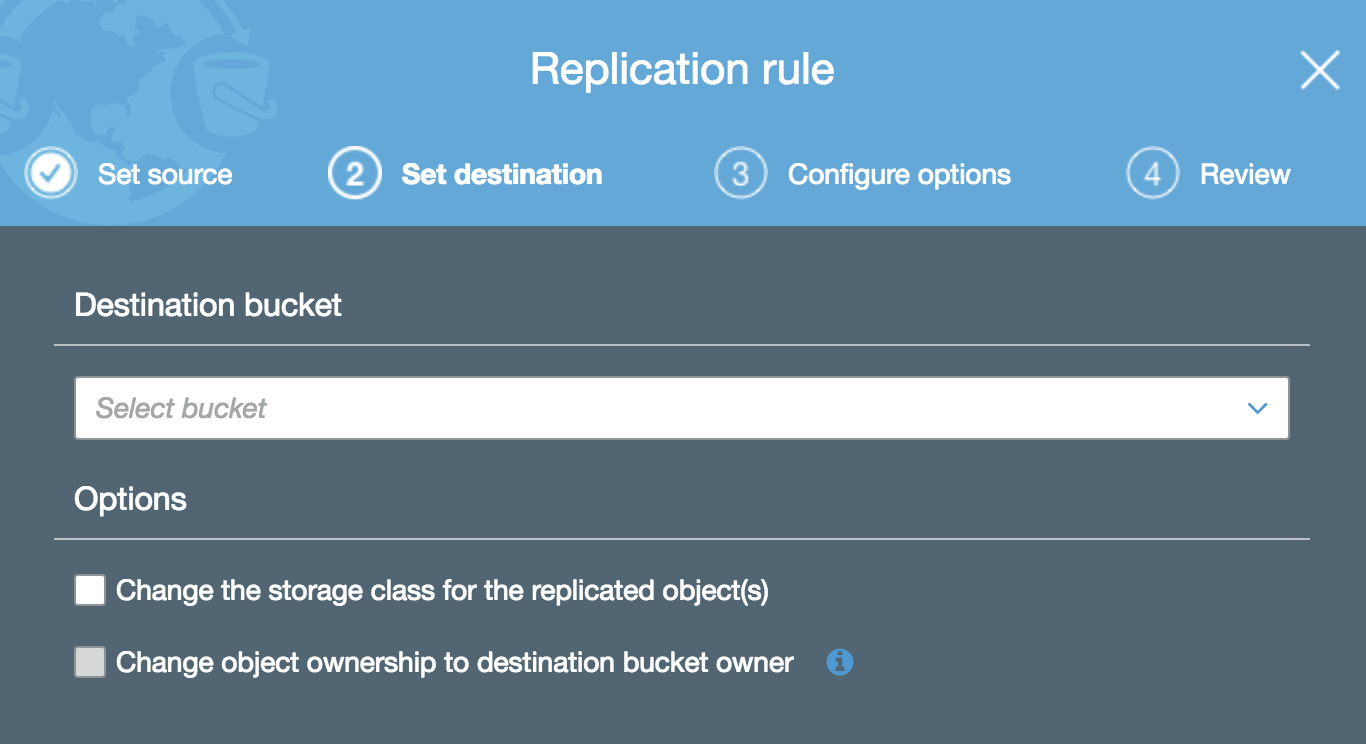 Replication rule
Set source 2 Set destination 3 Configure options 4 Review
Destination bucket
Select bucket
Options
Change the storage class for the replicated object(s)
Change object ownership to destination bucket owner i